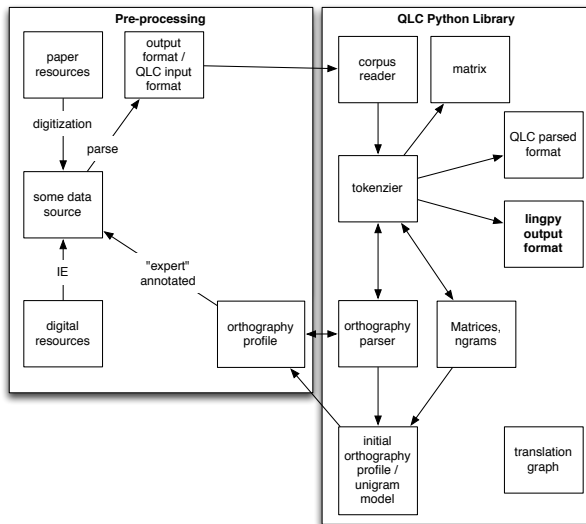 Pre-processing
paper
resources
output
format /
QLC input
format
digitization
parse
some data
source
IE
"expert"
annotated
digital
resources
orthography
profile
QLC Python Library
corpus
reader
matrix
QLC parsed
format
tokenzier
lingpy
output
format
orthography
parser
Matrices,
ngrams
initial
orthography
profile /
unigram
model
translation
graph